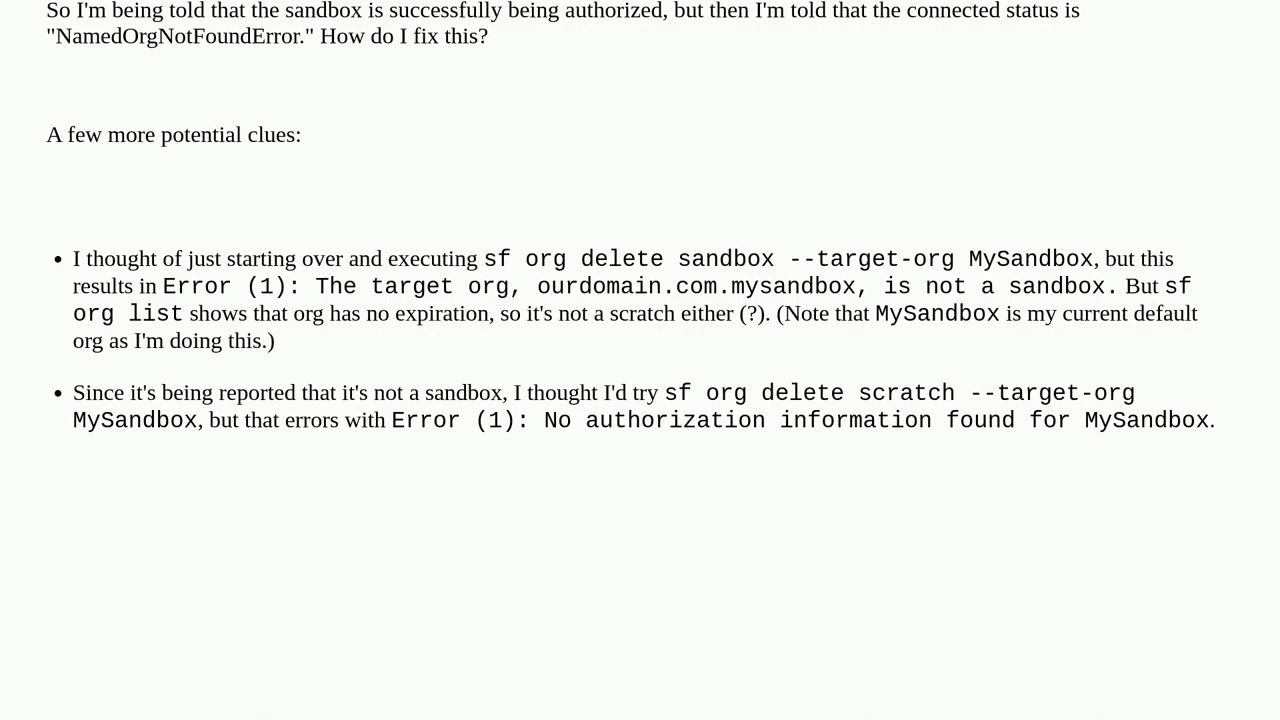 So I'm being told that the sandbox is successfully being authorized, but then I'm told that the connected status is
"NamedOrgNotFoundError." How do I fix this?
A few more potential clues:
• I thought of just starting over and executing sf org delete sandbox --target-org MySandbox, but this
results in Error (1): The target org, ourdomain.com.mysandbox, is not a sandbox. But sf
org list shows that org has no expiration, so it's not a scratch either (?). (Note that MySandbox is my current default
org as I'm doing this.)
• Since it's being reported that it's not a sandbox, I thought I'd try sf org delete scratch --target-org
MySandbox, but that errors with Error (1): No authorization information found for MySandbox.